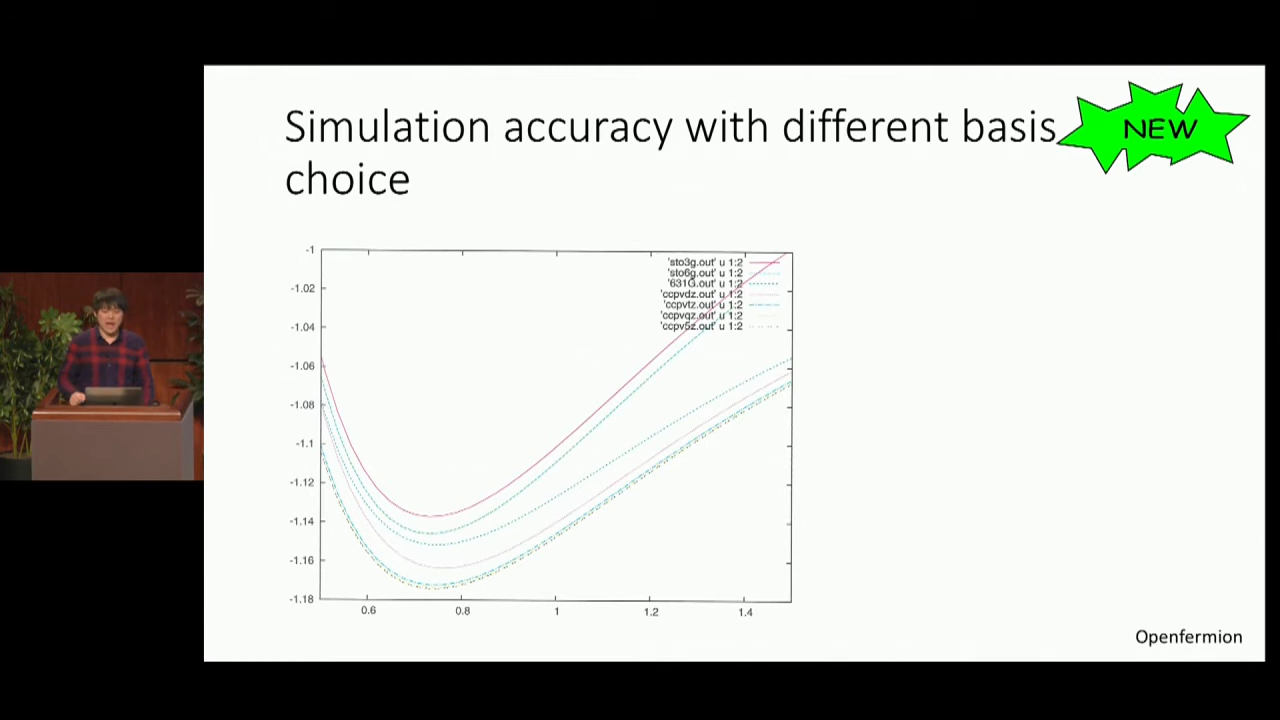 Simulation accuracy with different basis
choice
NEW
-1
-1.02
-1.04
-1.06
-1.08
-1.1
-1.12
-1.14
-1.16
-1.18
'sto3g.out' u 1:2
'sto6g.out' u 1:2
'631G.out' u 1:2
'ccpvdz.out' u 1:2
'ccpvtz.out' u 1:2
'ccpvqz.out' u 1:2
'ccpv5z.out' u 1:2
0.6 0.8 1 1.2 1.4
Openfermion